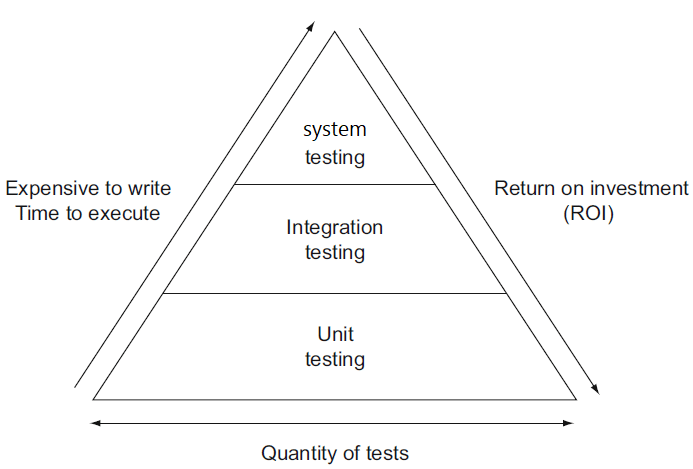 system
testing
Expensive to write
Time to execute
Return on investment
(ROI)
Integration
testing
Unit
testing
Quantity of tests